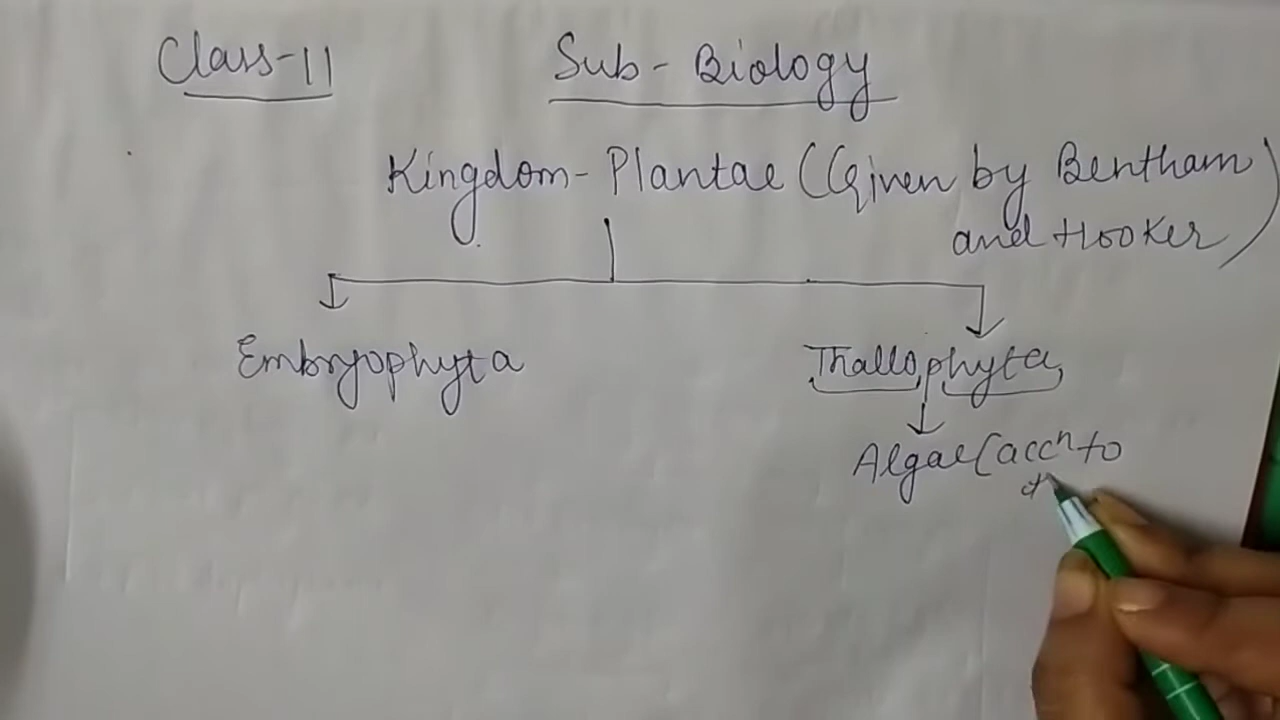 Class-11
Sub-Biology
Kingdom-Plantae (Given by Bentham
and Hooker)
Embryophyta
Thallophyta
Algae (accn to